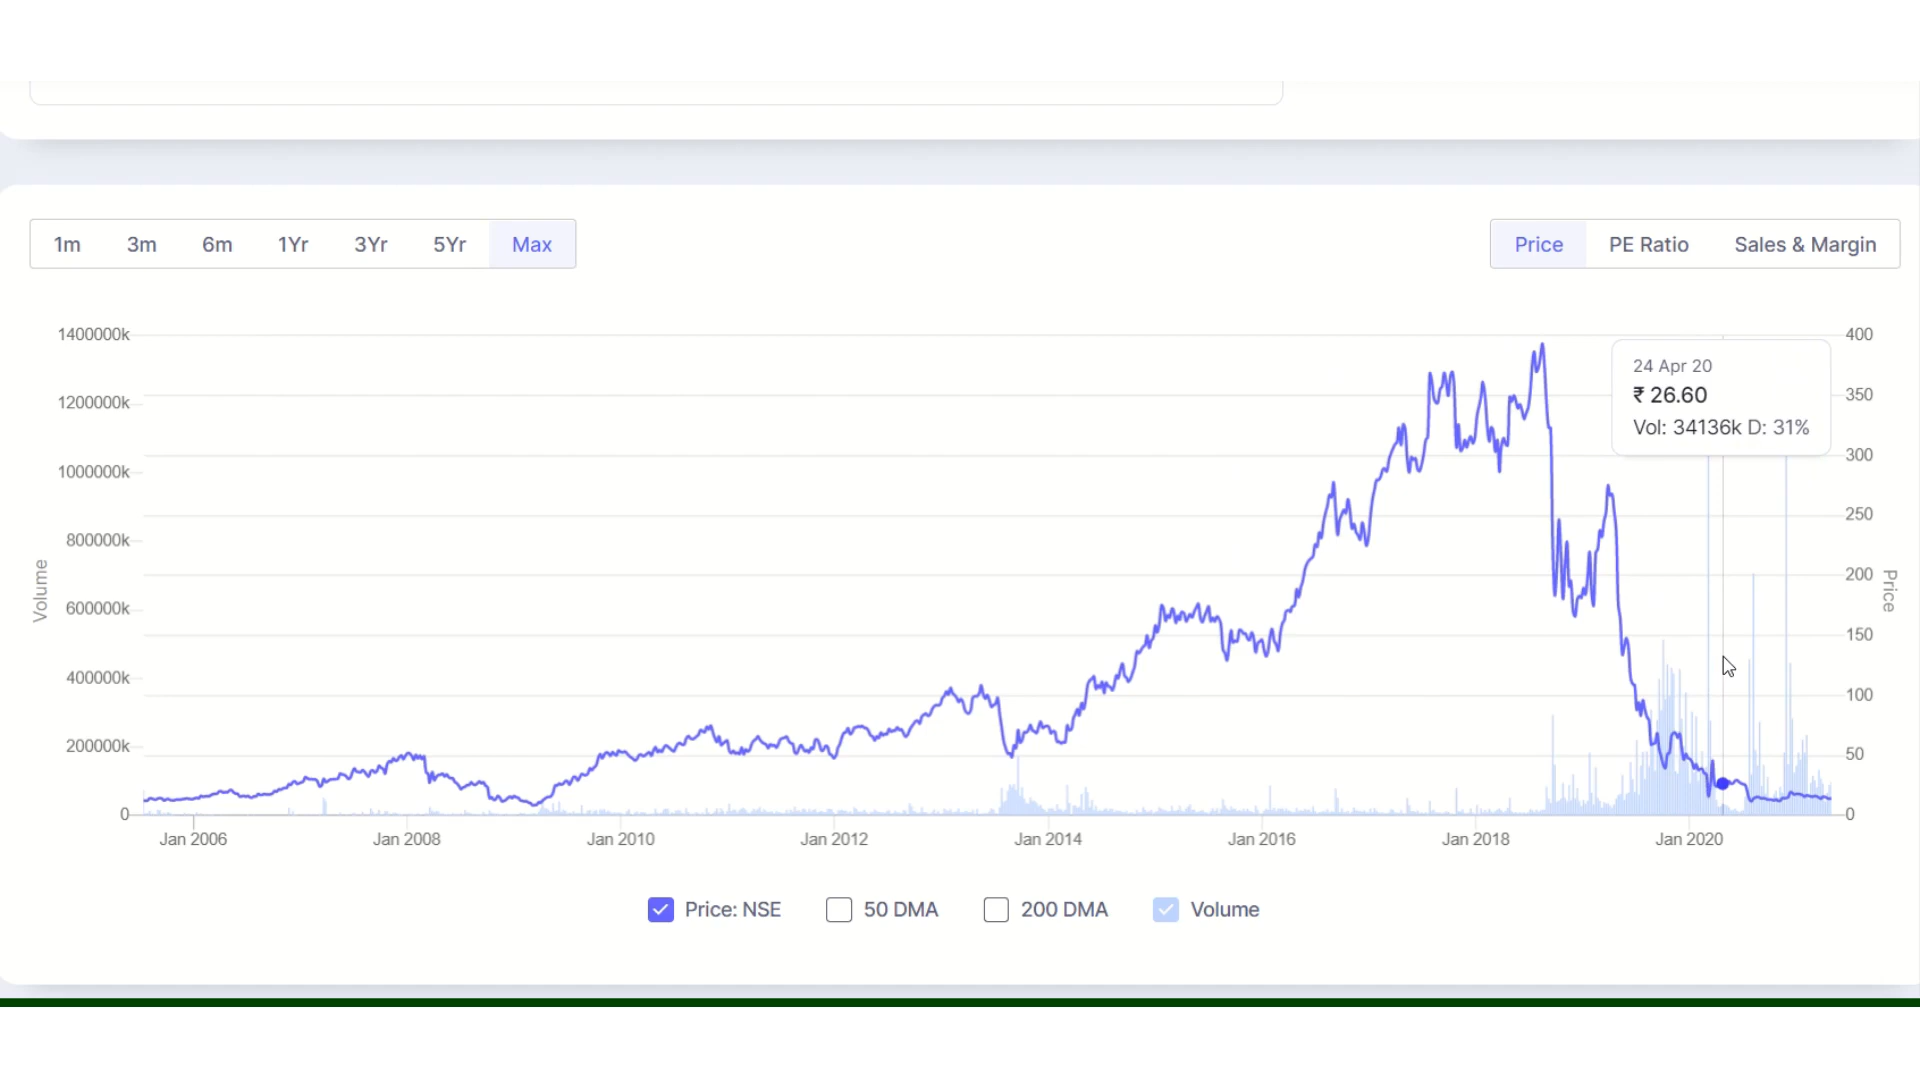 1m 3m 6m 1Yr 3Yr 5Yr Max Price PE Ratio Sales & Margin
1400000k 400
24 Apr 20
1200000k ₹ 26.60 350
Vol: 34136k D: 31%
1000000k 300
800000k 250
600000k 200
Volume Price
400000k 150
200000k 100
50
0 0
Jan 2006 Jan 2008 Jan 2010 Jan 2012 Jan 2014 Jan 2016 Jan 2018 Jan 2020
Price: NSE 50 DMA 200 DMA Volume